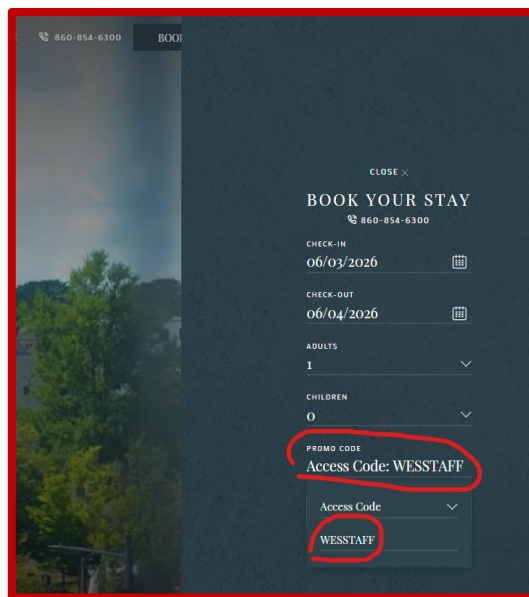 860-854-6300
BOO
CLOSE ×
BOOK YOUR STAY
860-854-6300
CHECK-IN
06/03/2026
CHECK-OUT
06/04/2026
ADULTS
1
CHILDREN
0
PROMO CODE
Access Code: WESSTAFF
Access Code
WESSTAFF